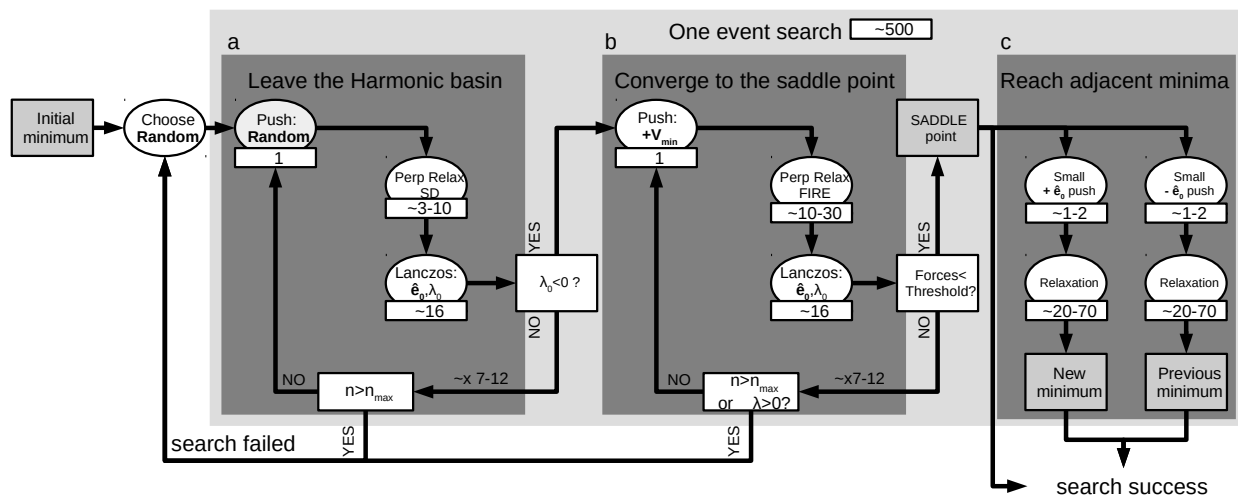 One event search ~500
a
Leave the Harmonic basin
b
Converge to the saddle point
c
Reach adjacent minima
Initial
minimum
Choose
Random
Push:
Random
1
Perp Relax
SD
~3-10
Lanczos:
ê₀,λ₀
~16
λ₀<0 ?
YES
NO
~x 7-12
n>nmax
NO
YES
Push:
+Vmin
1
Perp Relax
FIRE
~10-30
Lanczos:
ê₀,λ₀
~16
Forces<
Threshold?
YES
NO
~x7-12
n>nmax
or λ>0?
NO
YES
SADDLE
point
Small
+ ê₀ push
~1-2
Relaxation
~20-70
New
minimum
Small
- ê₀ push
~1-2
Relaxation
~20-70
Previous
minimum
search failed
search success